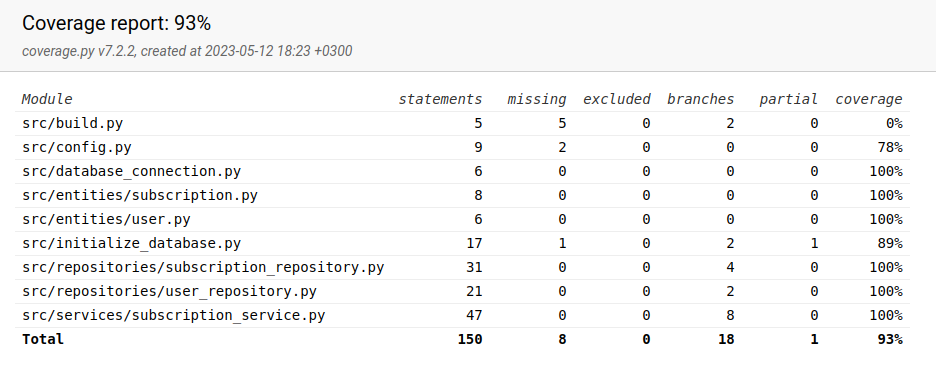 Coverage report: 93%
coverage.py v7.2.2, created at 2023-05-12 18:23 +0300
Module statements missing excluded branches partial coverage
src/build.py 5 5 0 2 0 0%
src/config.py 9 2 0 0 0 78%
src/database_connection.py 6 0 0 0 0 100%
src/entities/subscription.py 8 0 0 0 0 100%
src/entities/user.py 6 0 0 0 0 100%
src/initialize_database.py 17 1 0 2 1 89%
src/repositories/subscription_repository.py 31 0 0 4 0 100%
src/repositories/user_repository.py 21 0 0 2 0 100%
src/services/subscription_service.py 47 0 0 8 0 100%
Total 150 8 0 18 1 93%